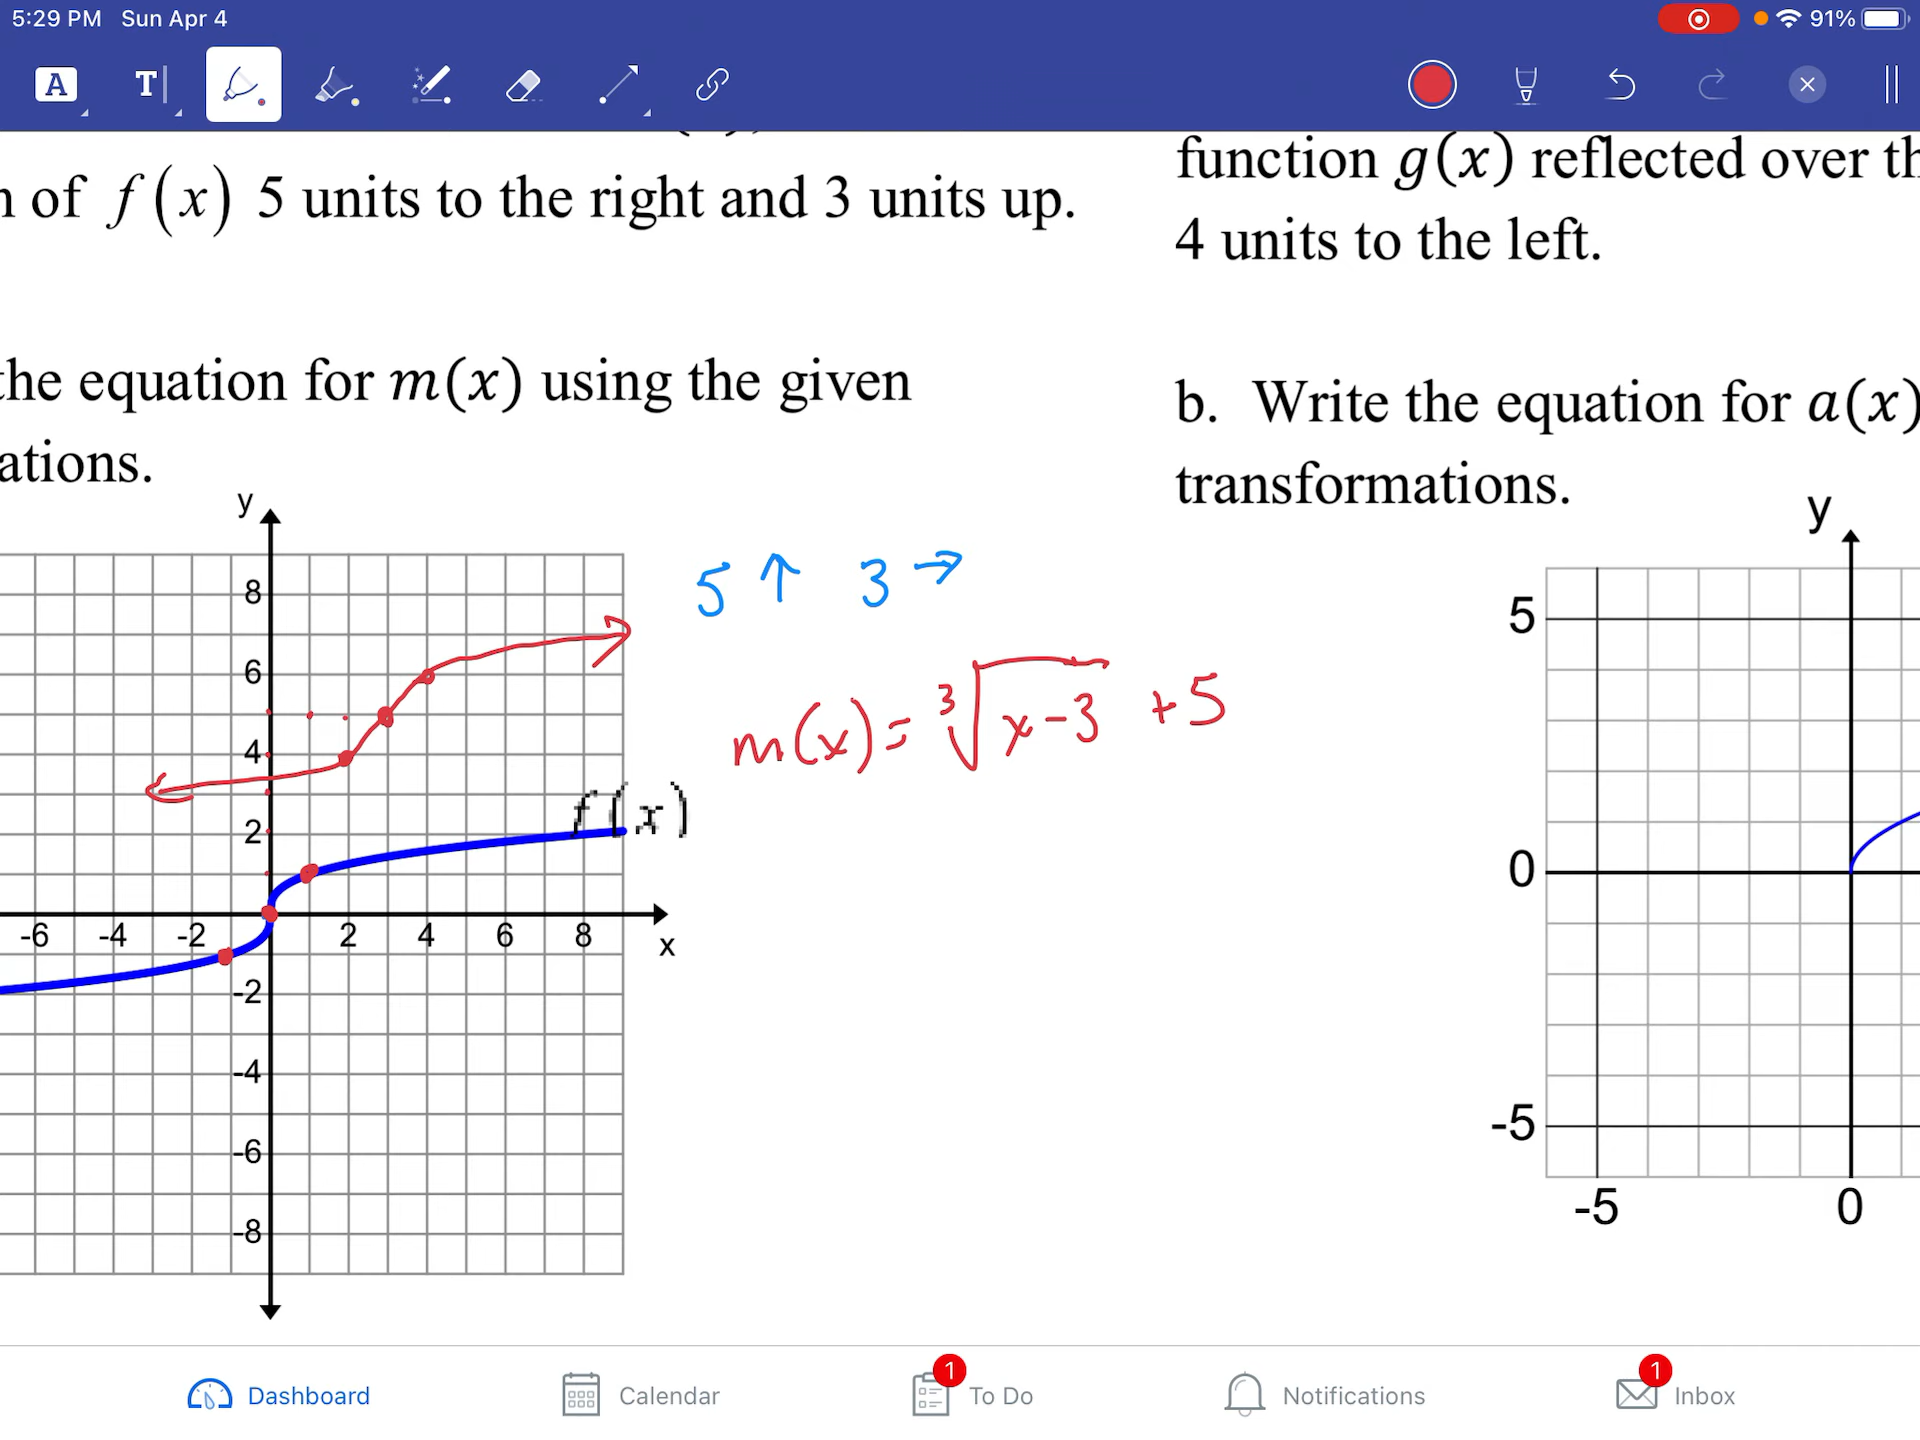 5:29 PM Sun Apr 4
91%
A T
n of f(x) 5 units to the right and 3 units up.
the equation for m(x) using the given
ations.
y
8
6
4
2
-6 -4 -2 2 4 6 8
x
-2
-4
-6
-8
f(x)
5 ↑ 3 →
m(x) = ∛(x-3) +5
function g(x) reflected over th
4 units to the left.
b. Write the equation for a(x)
transformations.
y
5
0
-5
-5 0
Dashboard Calendar 1 To Do Notifications 1 Inbox